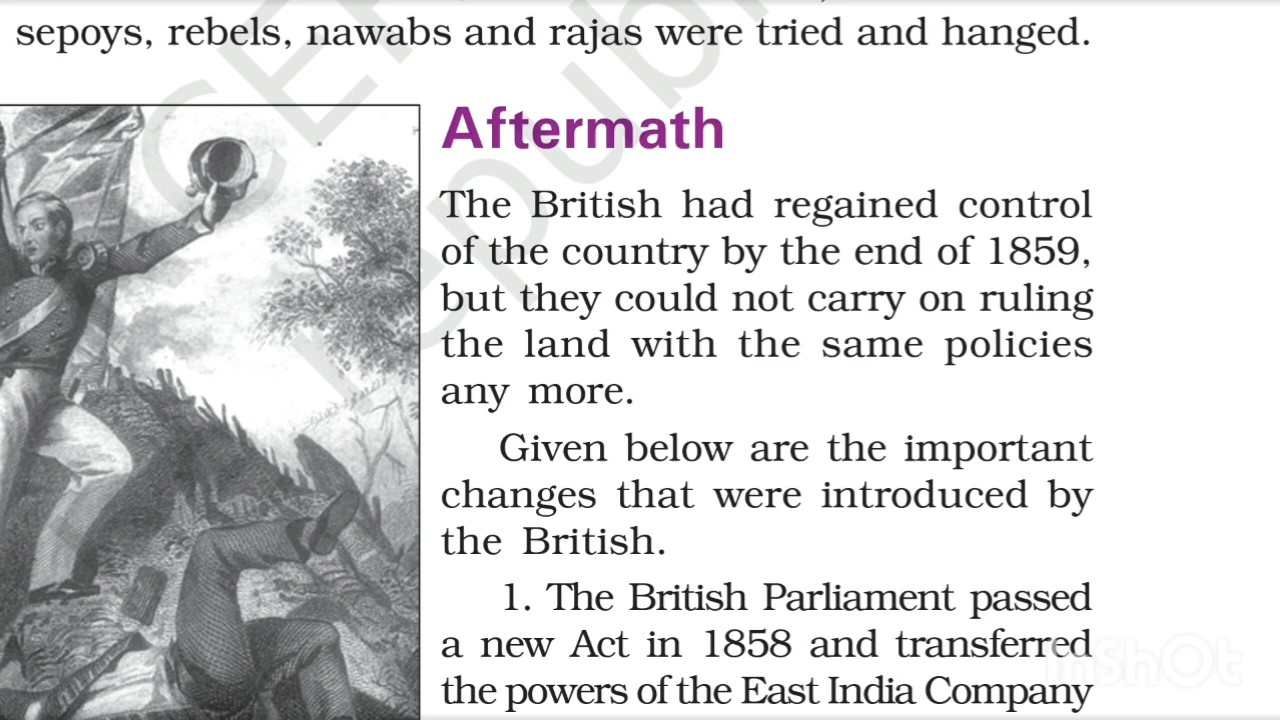 sepoys, rebels, nawabs and rajas were tried and hanged.
Aftermath
The British had regained control
of the country by the end of 1859,
but they could not carry on ruling
the land with the same policies
any more.
Given below are the important
changes that were introduced by
the British.
1. The British Parliament passed
a new Act in 1858 and transferred
the powers of the East India Company
InShOt